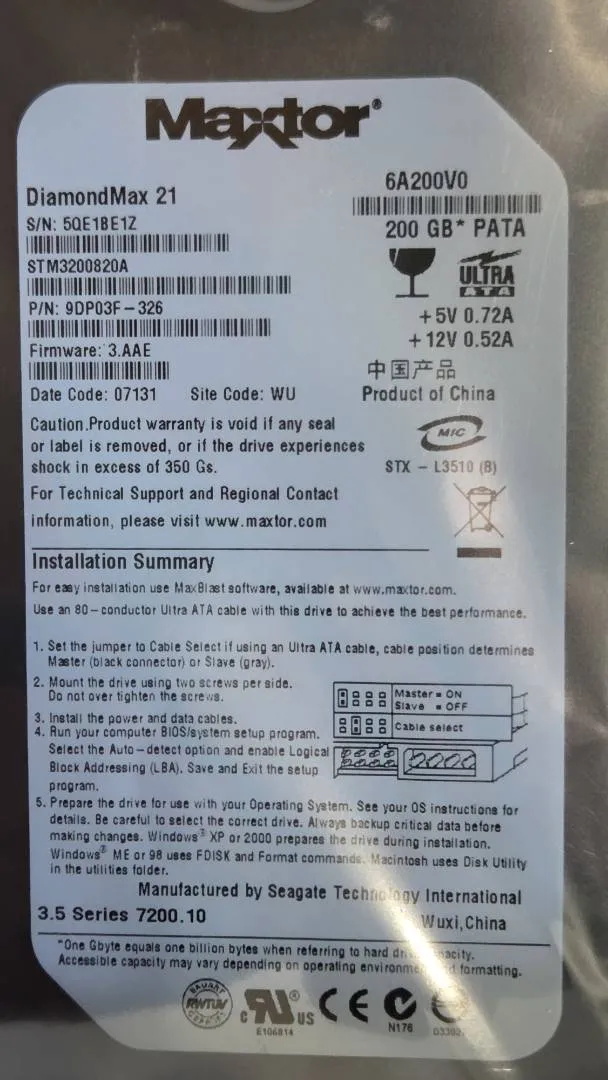 Maxtor®
DiamondMax 21
S/N: 5QE1BE1Z
STM3200820A
P/N: 9DP03F-326
Firmware: 3.AAE
Date Code: 07131 Site Code: WU
6A200V0
200 GB* PATA
ULTRA
ATA
+5V 0.72A
+12V 0.52A
中国产品
Product of China
MIC
STX - L3510 (B)
Caution.Product warranty is void if any seal
or label is removed, or if the drive experiences
shock in excess of 350 Gs.
For Technical Support and Regional Contact
information, please visit www.maxtor.com
Installation Summary
For easy installation use MaxBlast software, available at www.maxtor.com.
Use an 80-conductor Ultra ATA cable with this drive to achieve the best performance.
1. Set the jumper to Cable Select if using an Ultra ATA cable, cable position determines
Master (black connector) or Slave (gray).
2. Mount the drive using two screws per side.
Do not over tighten the screws.
3. Install the power and data cables.
4. Run your computer BIOS/system setup program.
Select the Auto-detect option and enable Logical
Block Addressing (LBA). Save and Exit the setup
program.
Master = ON
Slave = OFF
Cable select
5. Prepare the drive for use with your Operating System. See your OS instructions for
details. Be careful to select the correct drive. Always backup critical data before
making changes. Windows® XP or 2000 prepares the drive during installation.
Windows® ME or 98 uses FDISK and Format commands. Macintosh uses Disk Utility
in the utilities folder.
Manufactured by Seagate Technology International
3.5 Series 7200.10 Wuxi,China
*One Gbyte equals one billion bytes when referring to hard drive capacity.
Accessible capacity may vary depending on operating environment and formatting.
BAUART
RWTÜV
GEPRÜFT
c RU® US
E106814
CE
N176